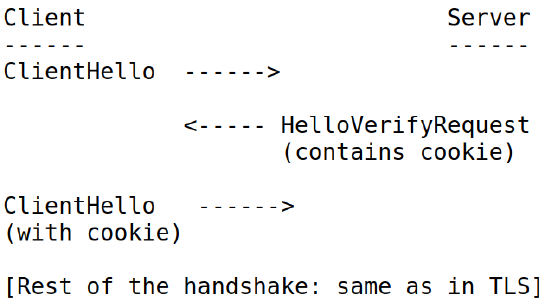 Client Server
------ ------
ClientHello ------>
<----- HelloVerifyRequest
(contains cookie)
ClientHello ------>
(with cookie)
[Rest of the handshake: same as in TLS]